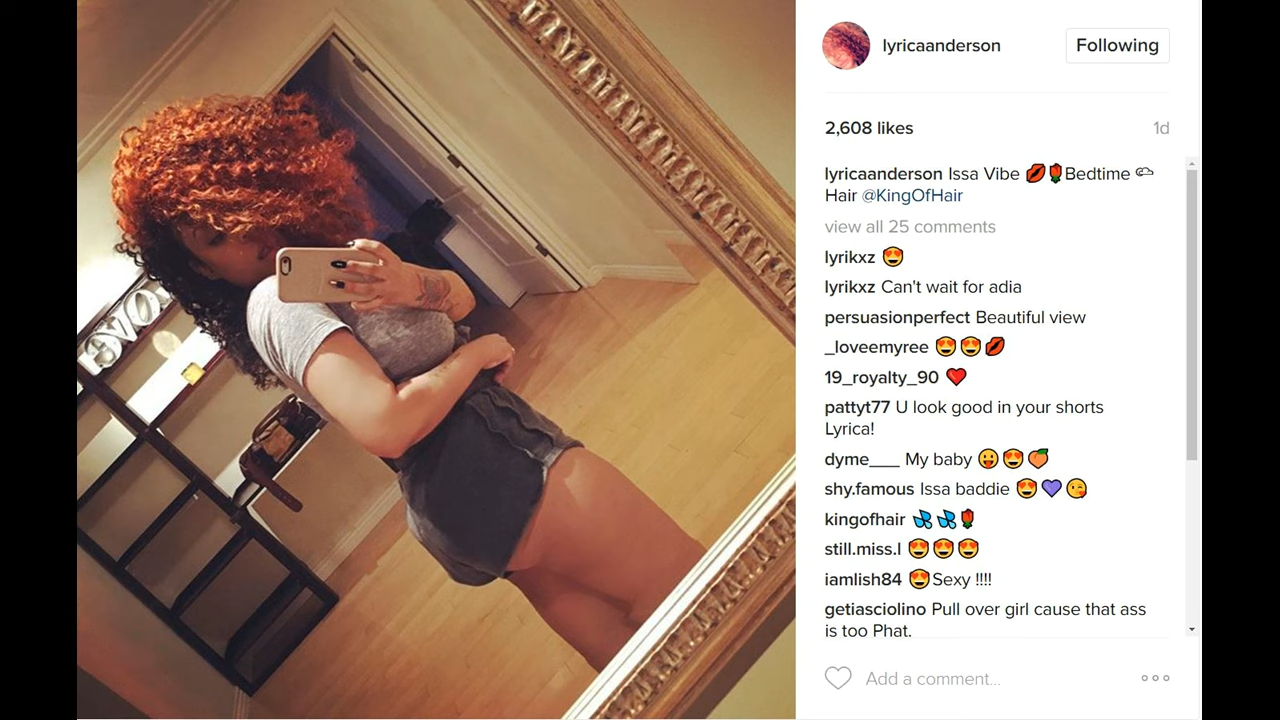 LOVE
lyricaanderson
Following
2,608 likes
1d
lyricaanderson Issa Vibe 💋🌹Bedtime 🌥
Hair @KingOfHair
view all 25 comments
lyrikxz 😍
lyrikxz Can't wait for adia
persuasionperfect Beautiful view
_loveemyree 😍😍💋
19_royalty_90 ❤️
pattyt77 U look good in your shorts
Lyrica!
dyme___ My baby 😛😍🍑
shy.famous Issa baddie 😍💜😘
kingofhair 💦💦🌹
still.miss.l 😍😍😍
iamlish84 😍Sexy !!!!
getiasciolino Pull over girl cause that ass
is too Phat.
Add a comment...